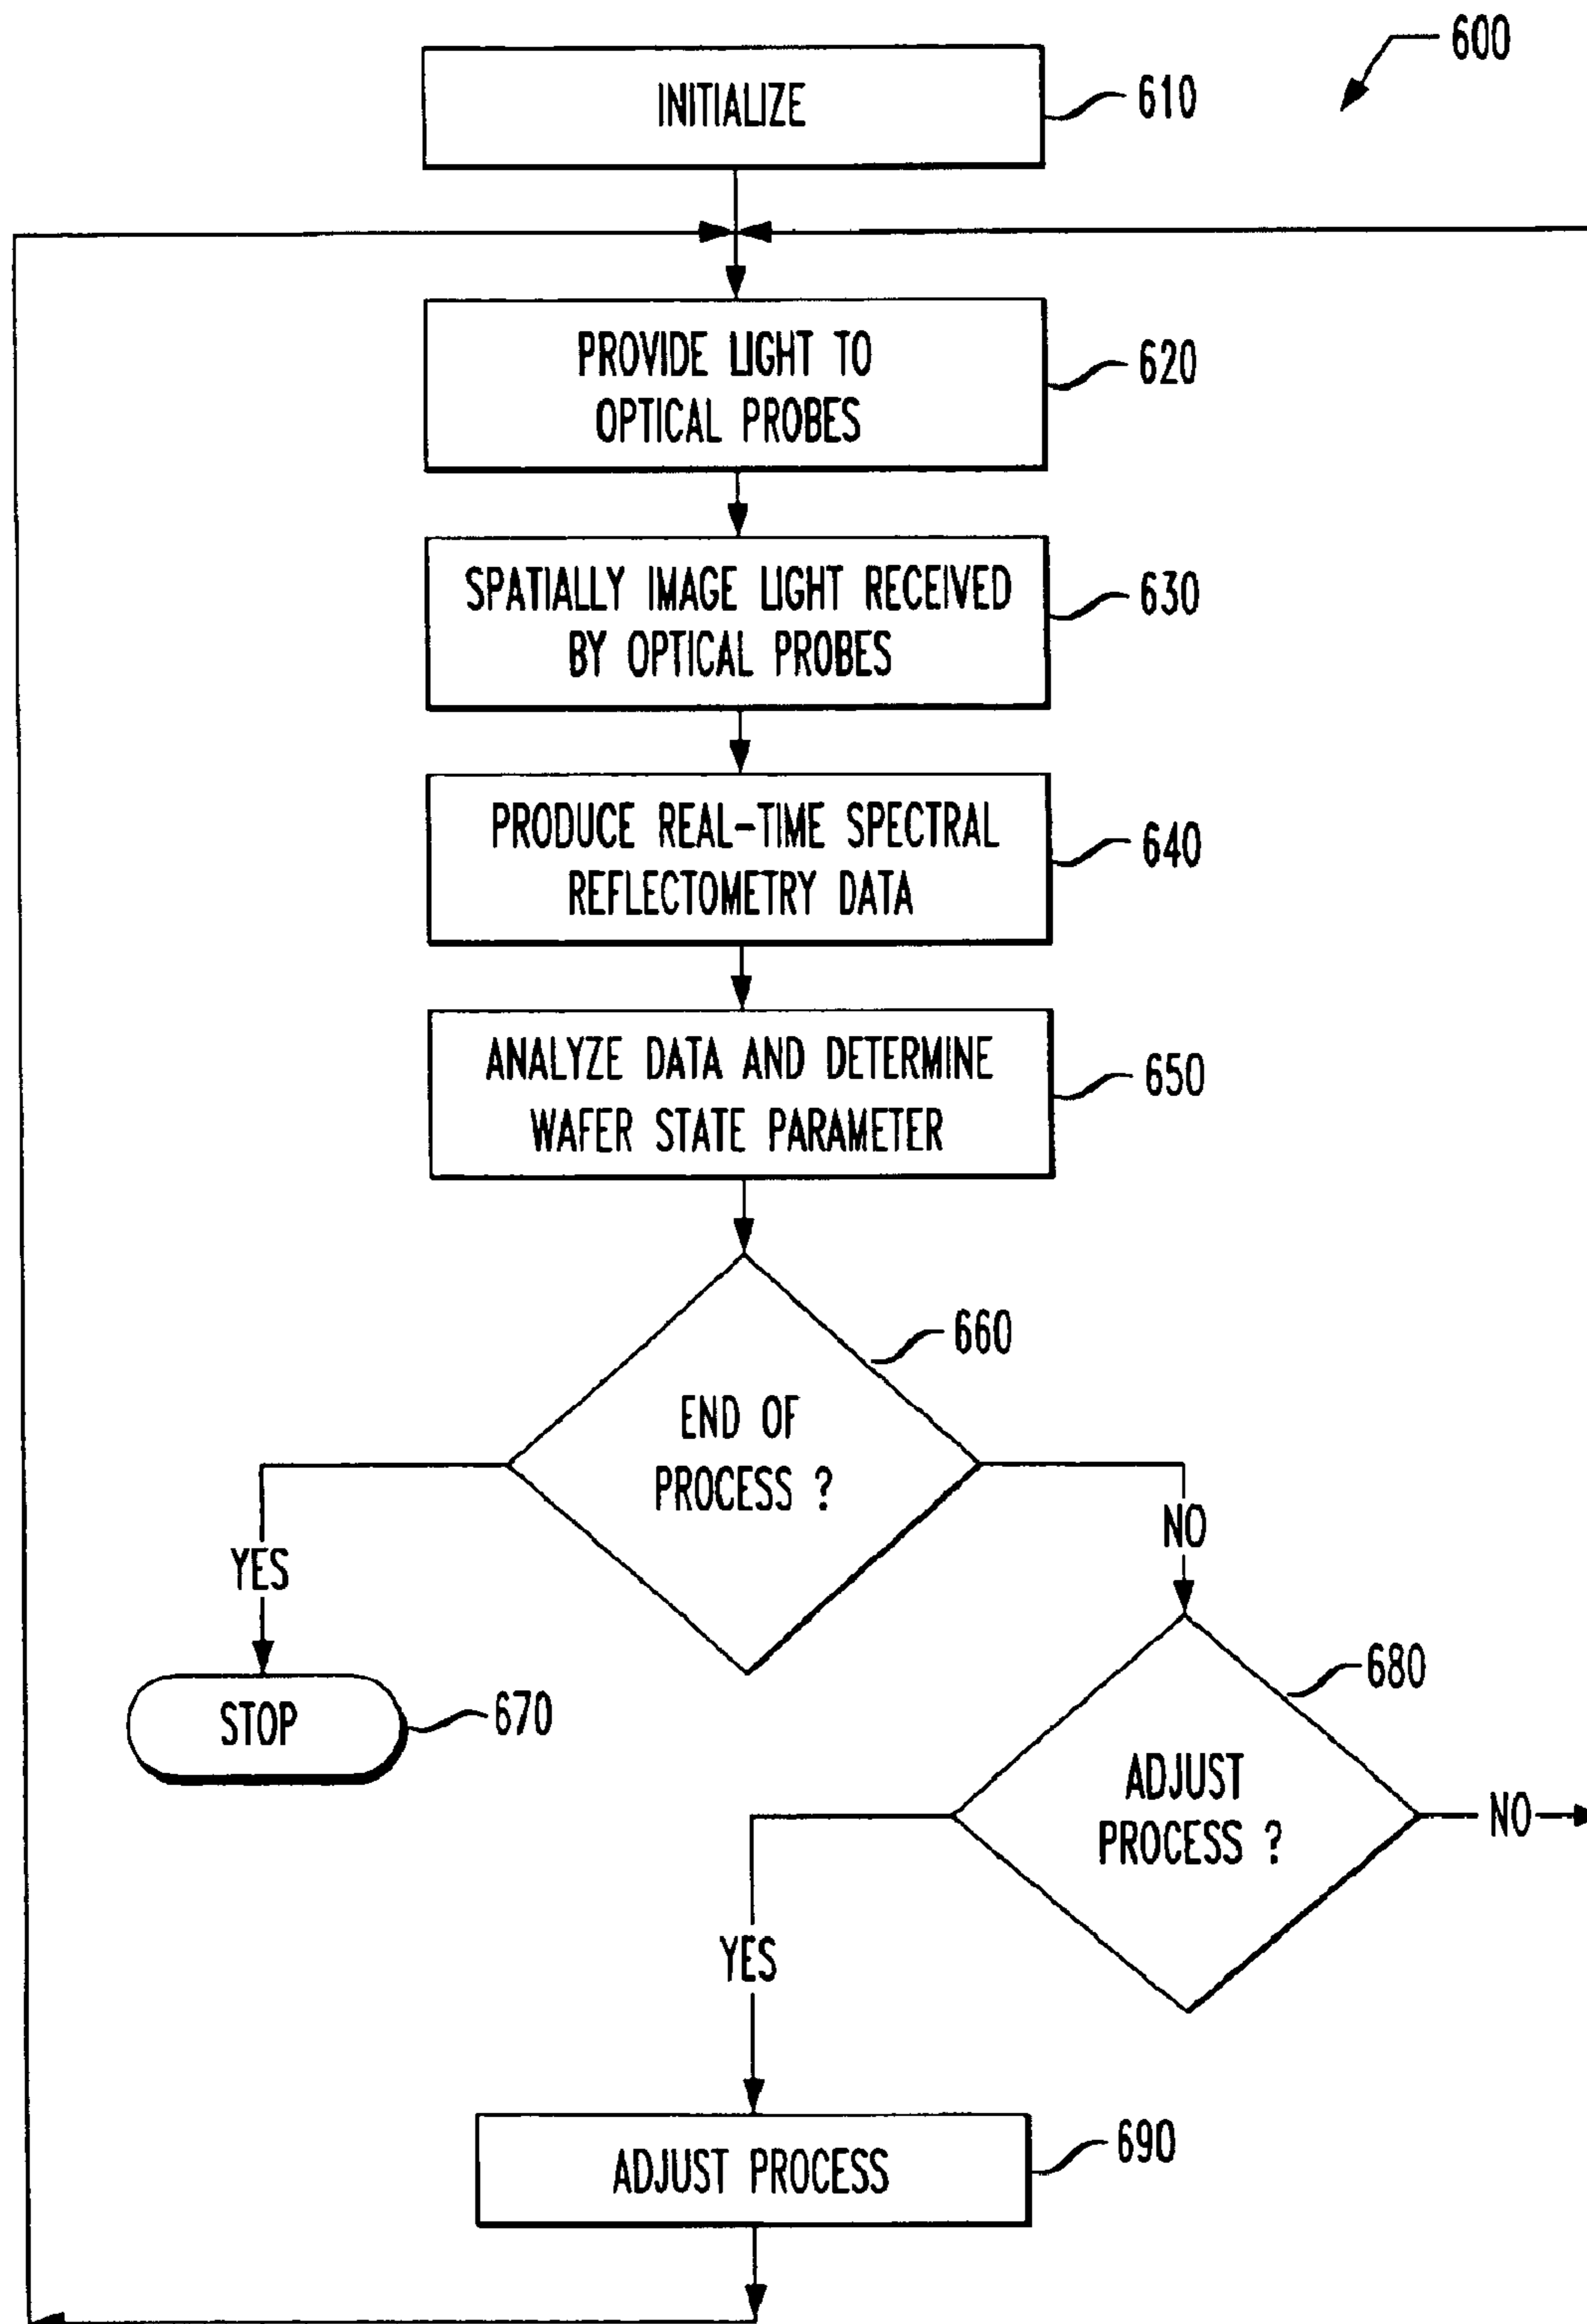 600
INITIALIZE
610
PROVIDE LIGHT TO
OPTICAL PROBES
620
SPATIALLY IMAGE LIGHT RECEIVED
BY OPTICAL PROBES
630
PRODUCE REAL-TIME SPECTRAL
REFLECTOMETRY DATA
640
ANALYZE DATA AND DETERMINE
WAFER STATE PARAMETER
650
660
END OF
PROCESS ?
YES
NO
STOP
670
680
ADJUST
PROCESS ?
NO
YES
ADJUST PROCESS
690